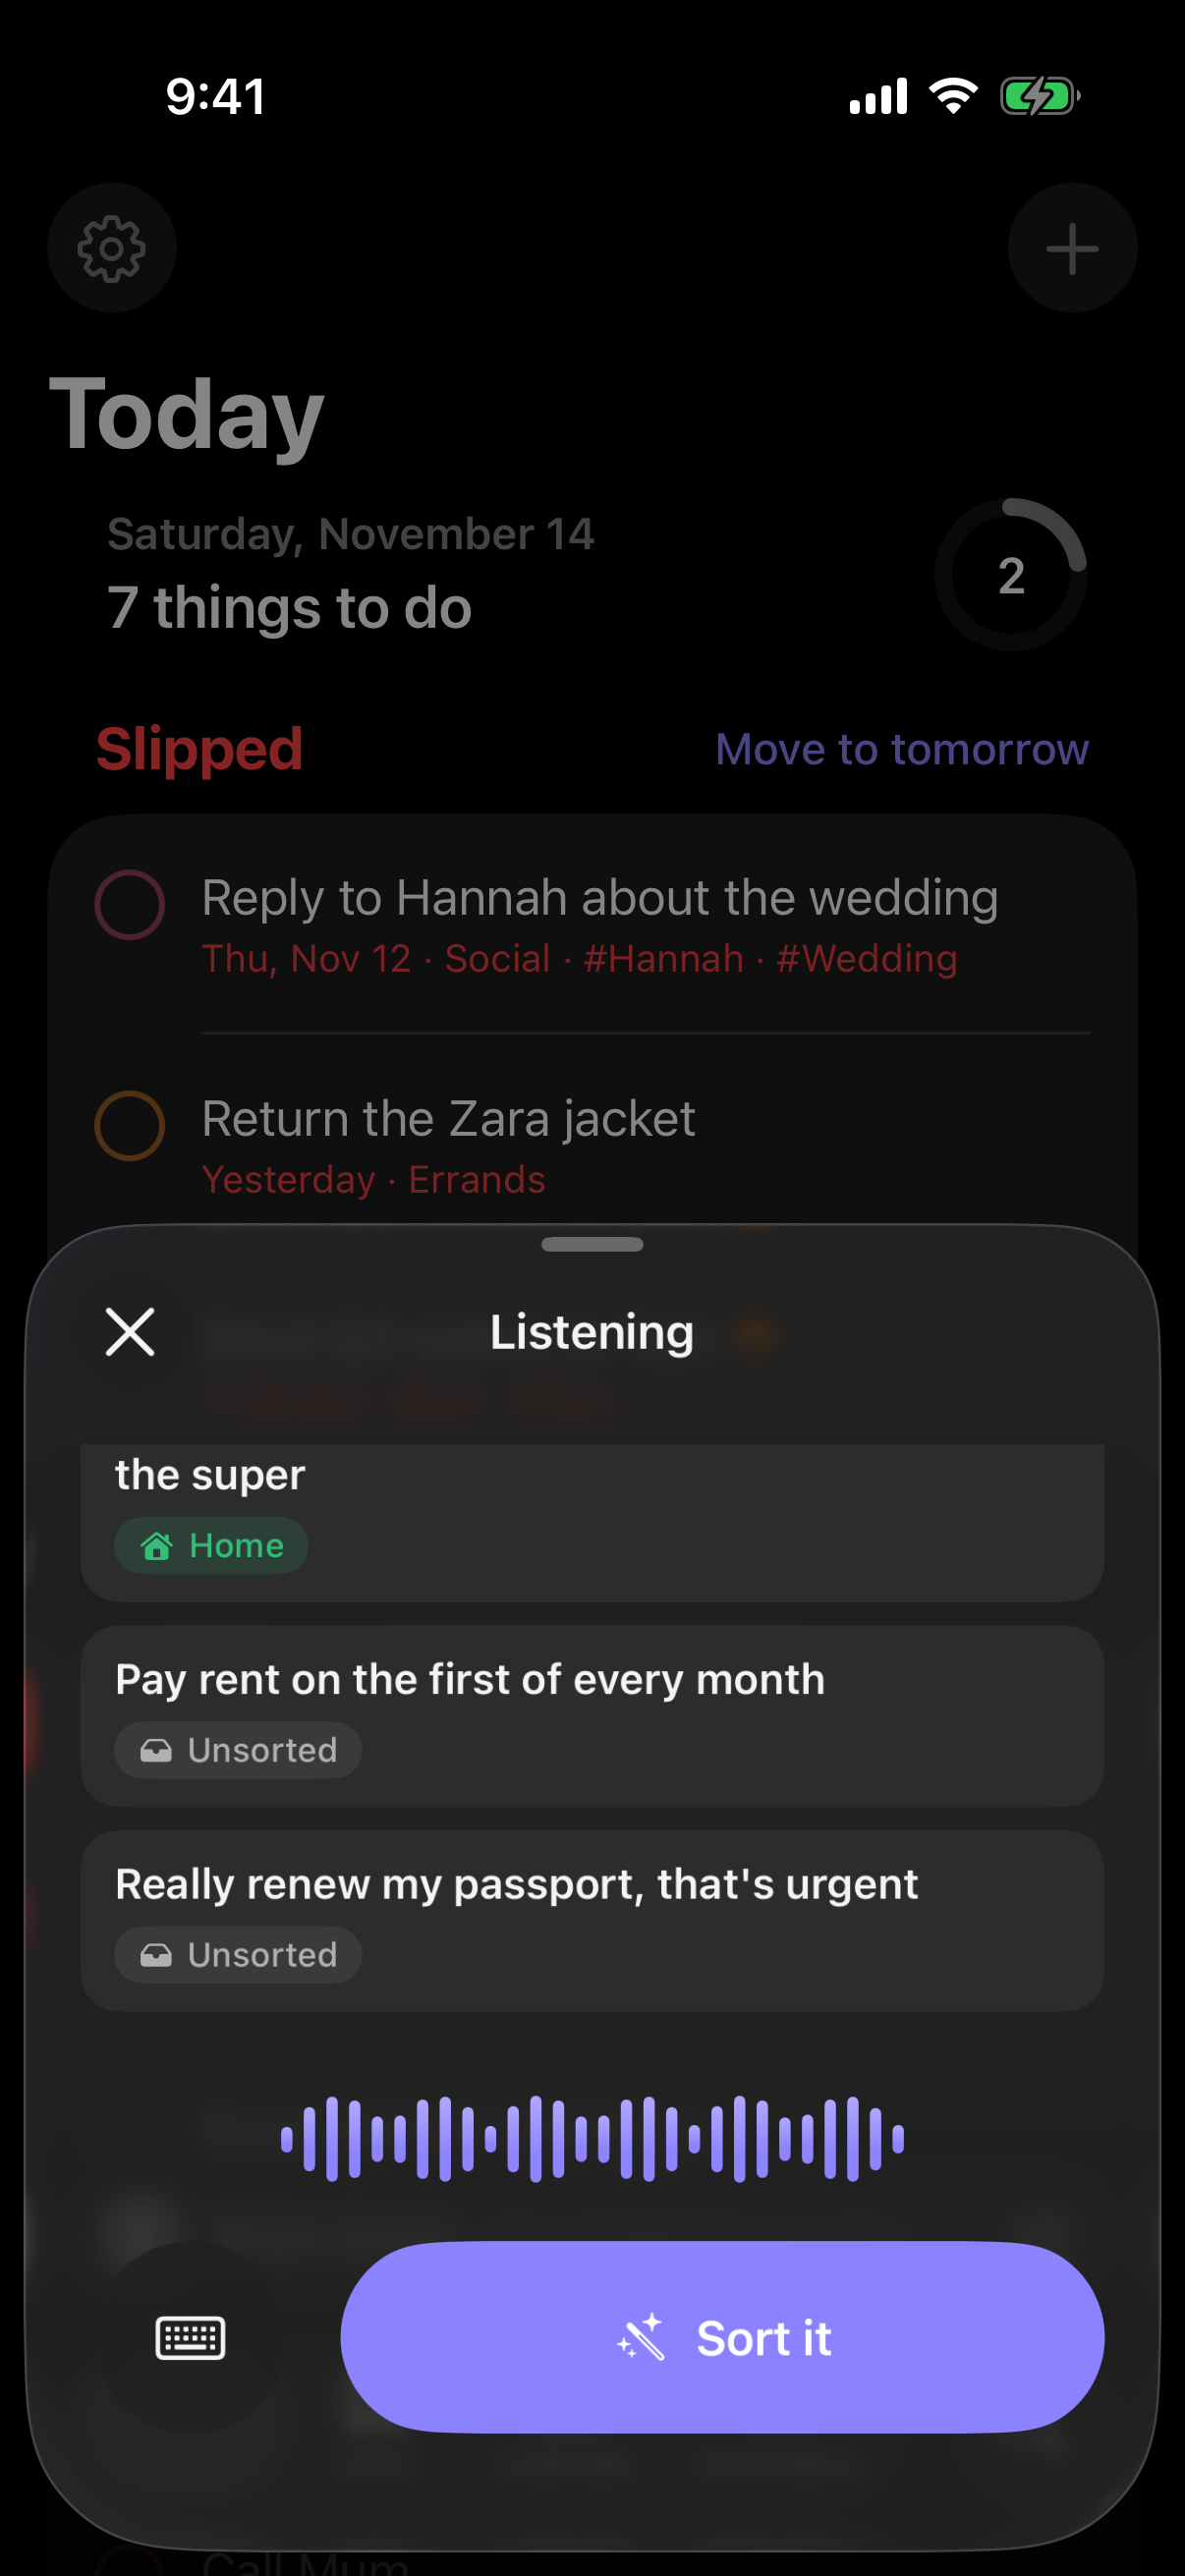 9:41
Today
Saturday, November 14
7 things to do
2
Slipped
Move to tomorrow
Reply to Hannah about the wedding
Thu, Nov 12 · Social · #Hannah · #Wedding
Return the Zara jacket
Yesterday · Errands
Listening
the super
Home
Pay rent on the first of every month
Unsorted
Really renew my passport, that's urgent
Unsorted
Sort it
Call Mum